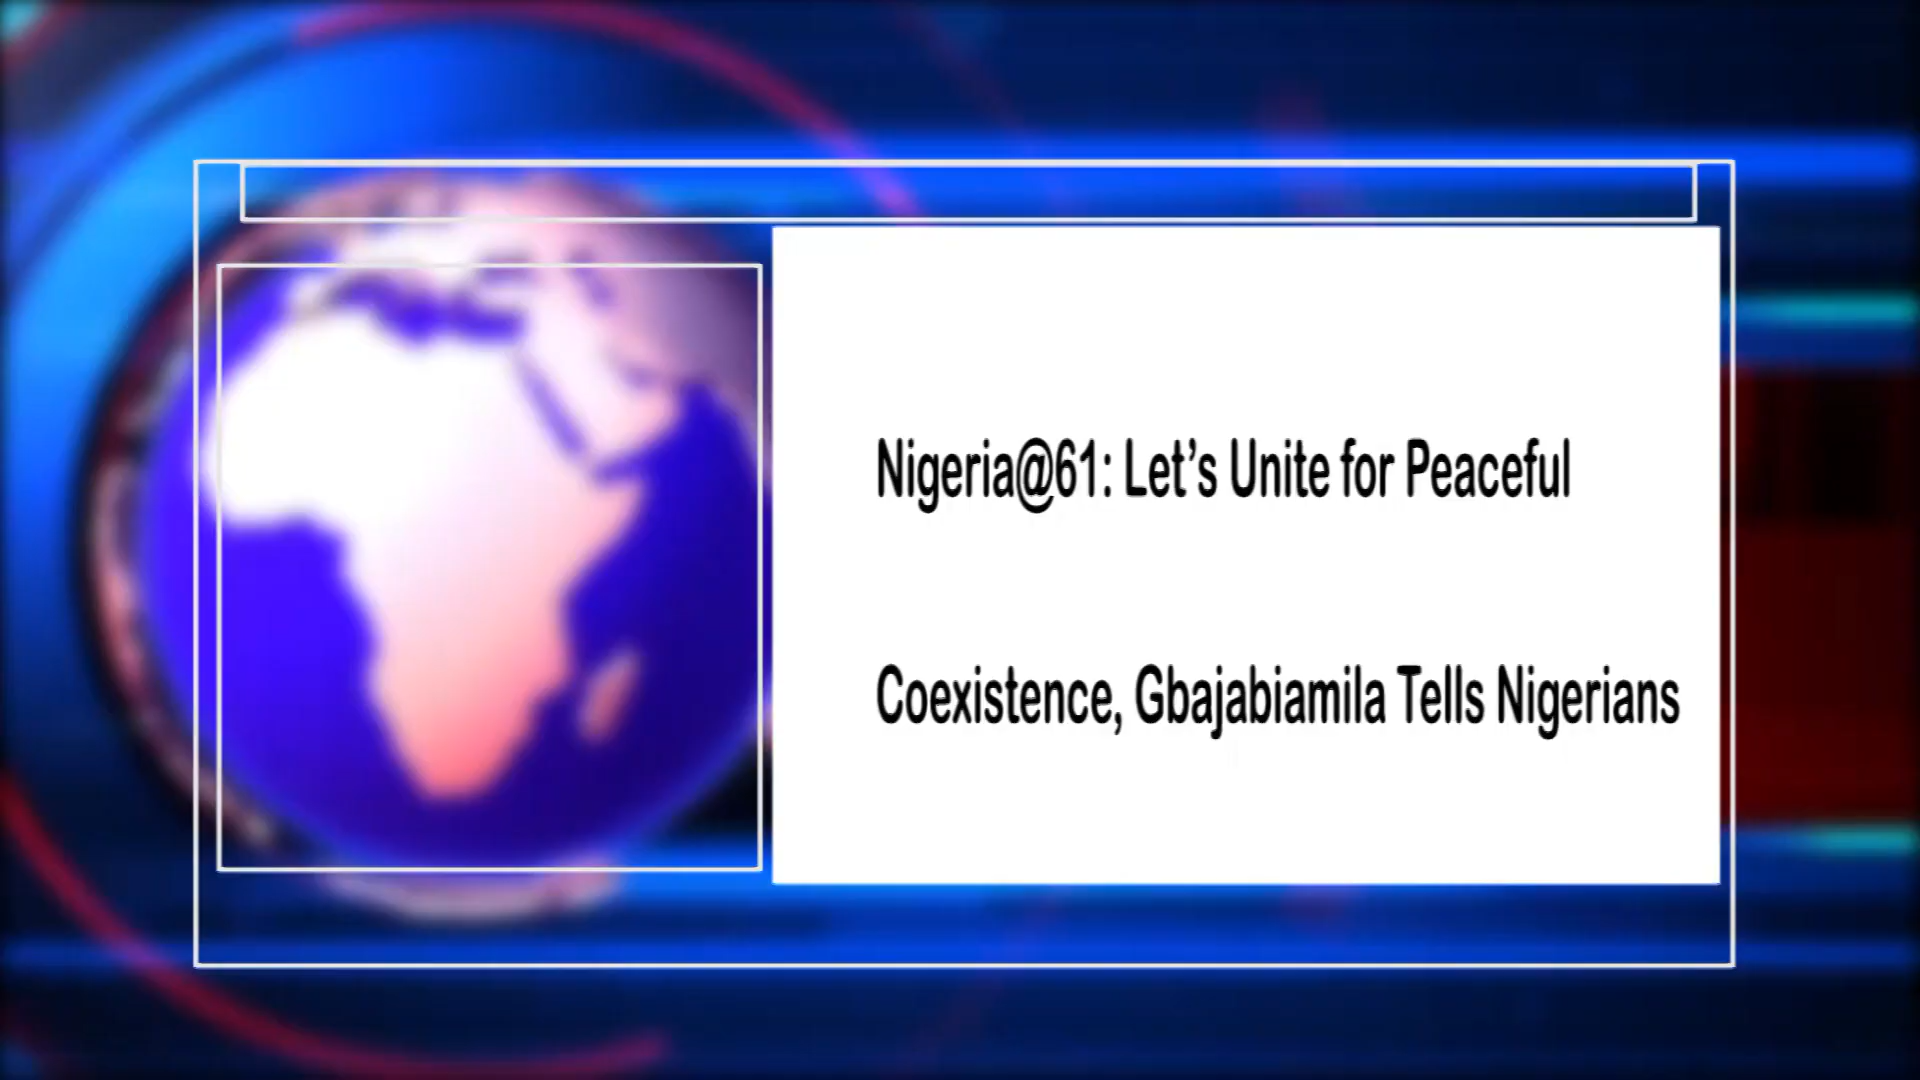 Nigeria@61: Let’s Unite for Peaceful
Coexistence, Gbajabiamila Tells Nigerians